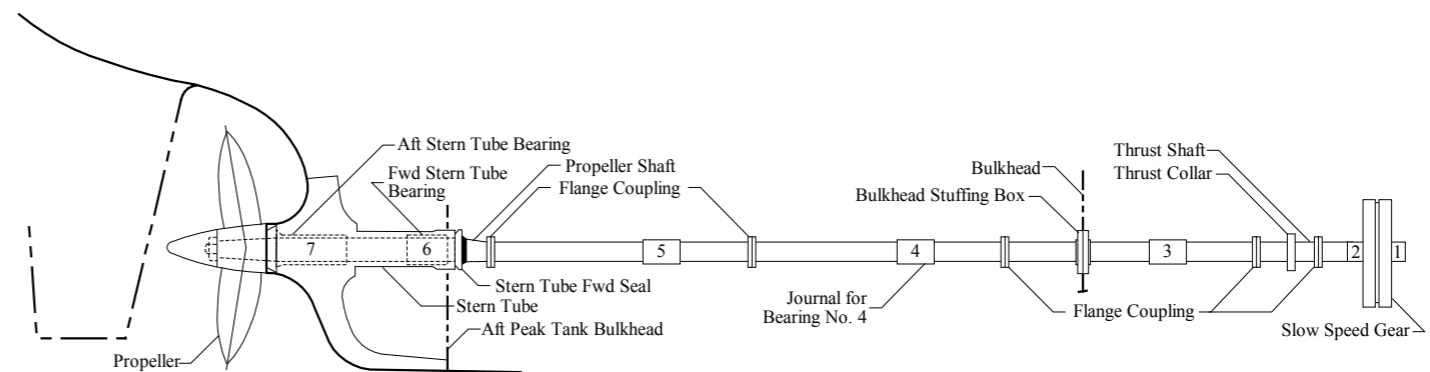 Aft Stern Tube Bearing
Fwd Stern Tube
Bearing
Propeller Shaft
Flange Coupling
Bulkhead
Bulkhead Stuffing Box
Thrust Shaft
Thrust Collar
7
6
5
4
3
2
1
Stern Tube Fwd Seal
Stern Tube
Aft Peak Tank Bulkhead
Propeller
Journal for
Bearing No. 4
Flange Coupling
Slow Speed Gear